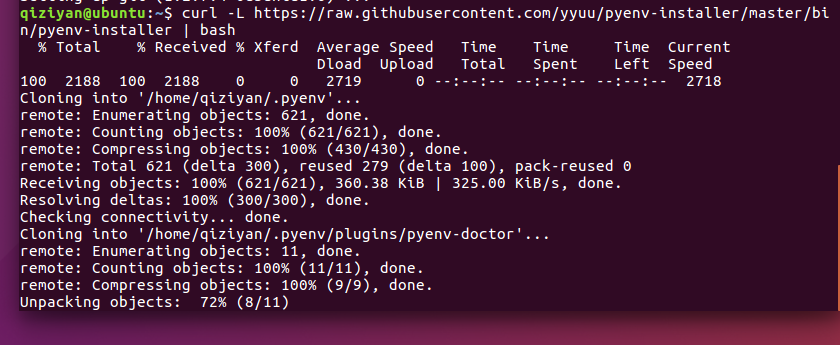 qiziyan@ubuntu:~$ curl -L https://raw.githubusercontent.com/yyuu/pyenv-installer/master/bi
n/pyenv-installer | bash
  % Total    % Received % Xferd  Average Speed   Time    Time     Time  Current
                                 Dload  Upload   Total   Spent    Left  Speed
100  2188  100  2188    0     0   2719      0 --:--:-- --:--:-- --:--:--  2718
Cloning into '/home/qiziyan/.pyenv'...
remote: Enumerating objects: 621, done.
remote: Counting objects: 100% (621/621), done.
remote: Compressing objects: 100% (430/430), done.
remote: Total 621 (delta 300), reused 279 (delta 100), pack-reused 0
Receiving objects: 100% (621/621), 360.38 KiB | 325.00 KiB/s, done.
Resolving deltas: 100% (300/300), done.
Checking connectivity... done.
Cloning into '/home/qiziyan/.pyenv/plugins/pyenv-doctor'...
remote: Enumerating objects: 11, done.
remote: Counting objects: 100% (11/11), done.
remote: Compressing objects: 100% (9/9), done.
Unpacking objects:  72% (8/11)